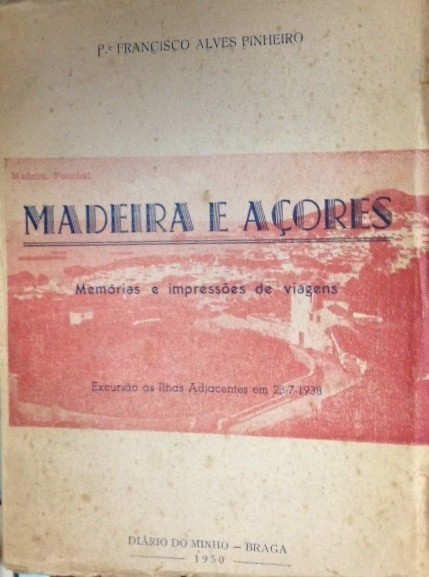 P.e FRANCISCO ALVES PINHEIRO
Madeira. Funchal.
MADEIRA E AÇORES
Memórias e impressões de viagens
Excursão às Ilhas Adjacentes em 23-7-1938
DIÁRIO DO MINHO — BRAGA
1950